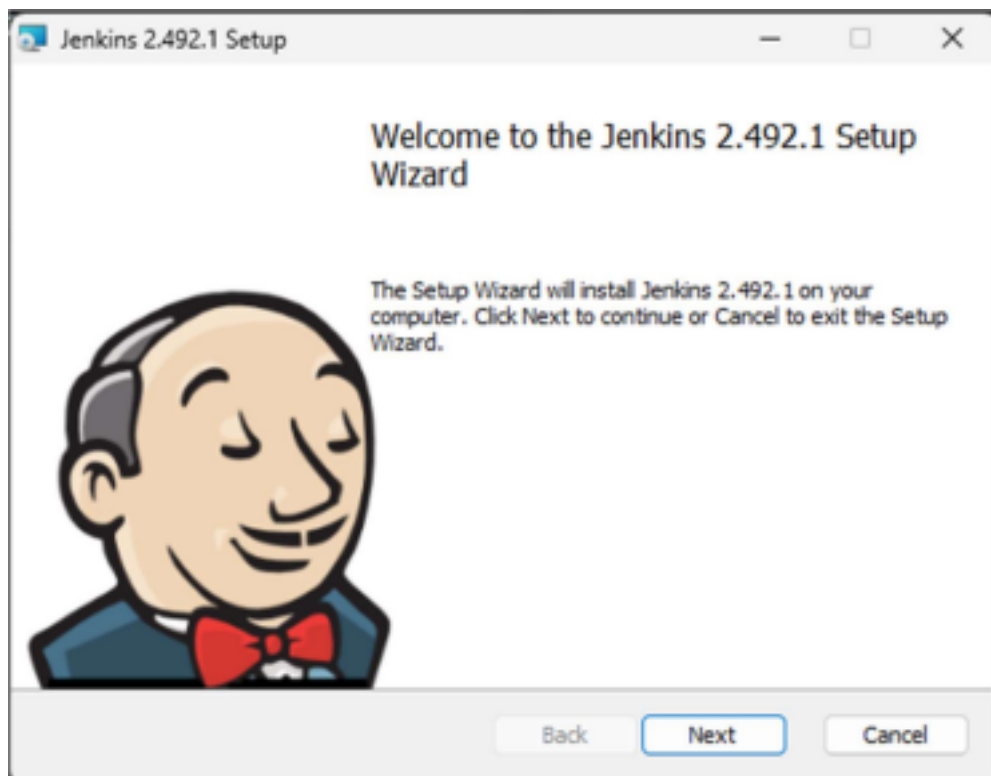 Jenkins 2.492.1 Setup
Welcome to the Jenkins 2.492.1 Setup
Wizard
The Setup Wizard will install Jenkins 2.492.1 on your
computer. Click Next to continue or Cancel to exit the Setup
Wizard.
Back Next Cancel